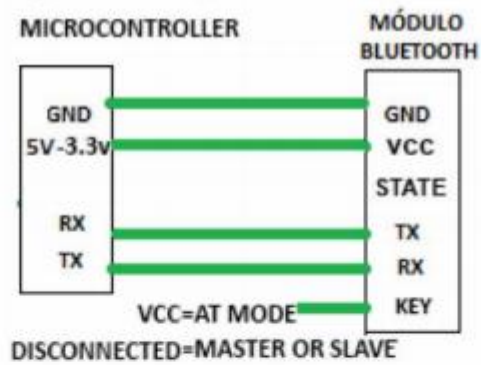 MICROCONTROLLER
MÓDULO
BLUETOOTH
GND
5V-3.3v
RX
TX
GND
VCC
STATE
TX
RX
KEY
VCC=AT MODE
DISCONNECTED=MASTER OR SLAVE